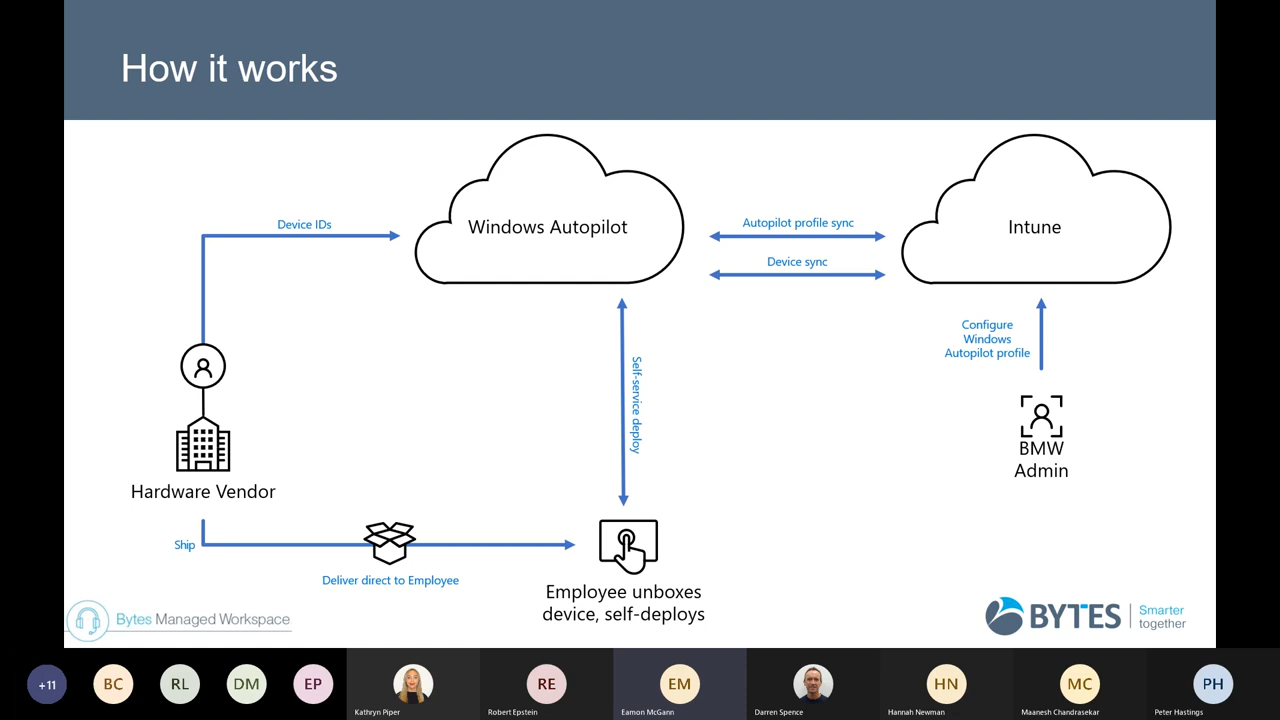 How it works
Device IDs
Windows Autopilot
Autopilot profile sync
Device sync
Intune
Configure
Windows
Autopilot profile
Self-service deploy
BMW
Admin
Hardware Vendor
Ship
Deliver direct to Employee
Employee unboxes
device, self-deploys
Bytes Managed Workspace
BYTES
Smarter
together
+11
BC
RL
DM
EP
Kathryn Piper
RE
Robert Epstein
EM
Eamon McGann
Darren Spence
HN
Hannah Newman
MC
Maanesh Chandrasekar
PH
Peter Hastings